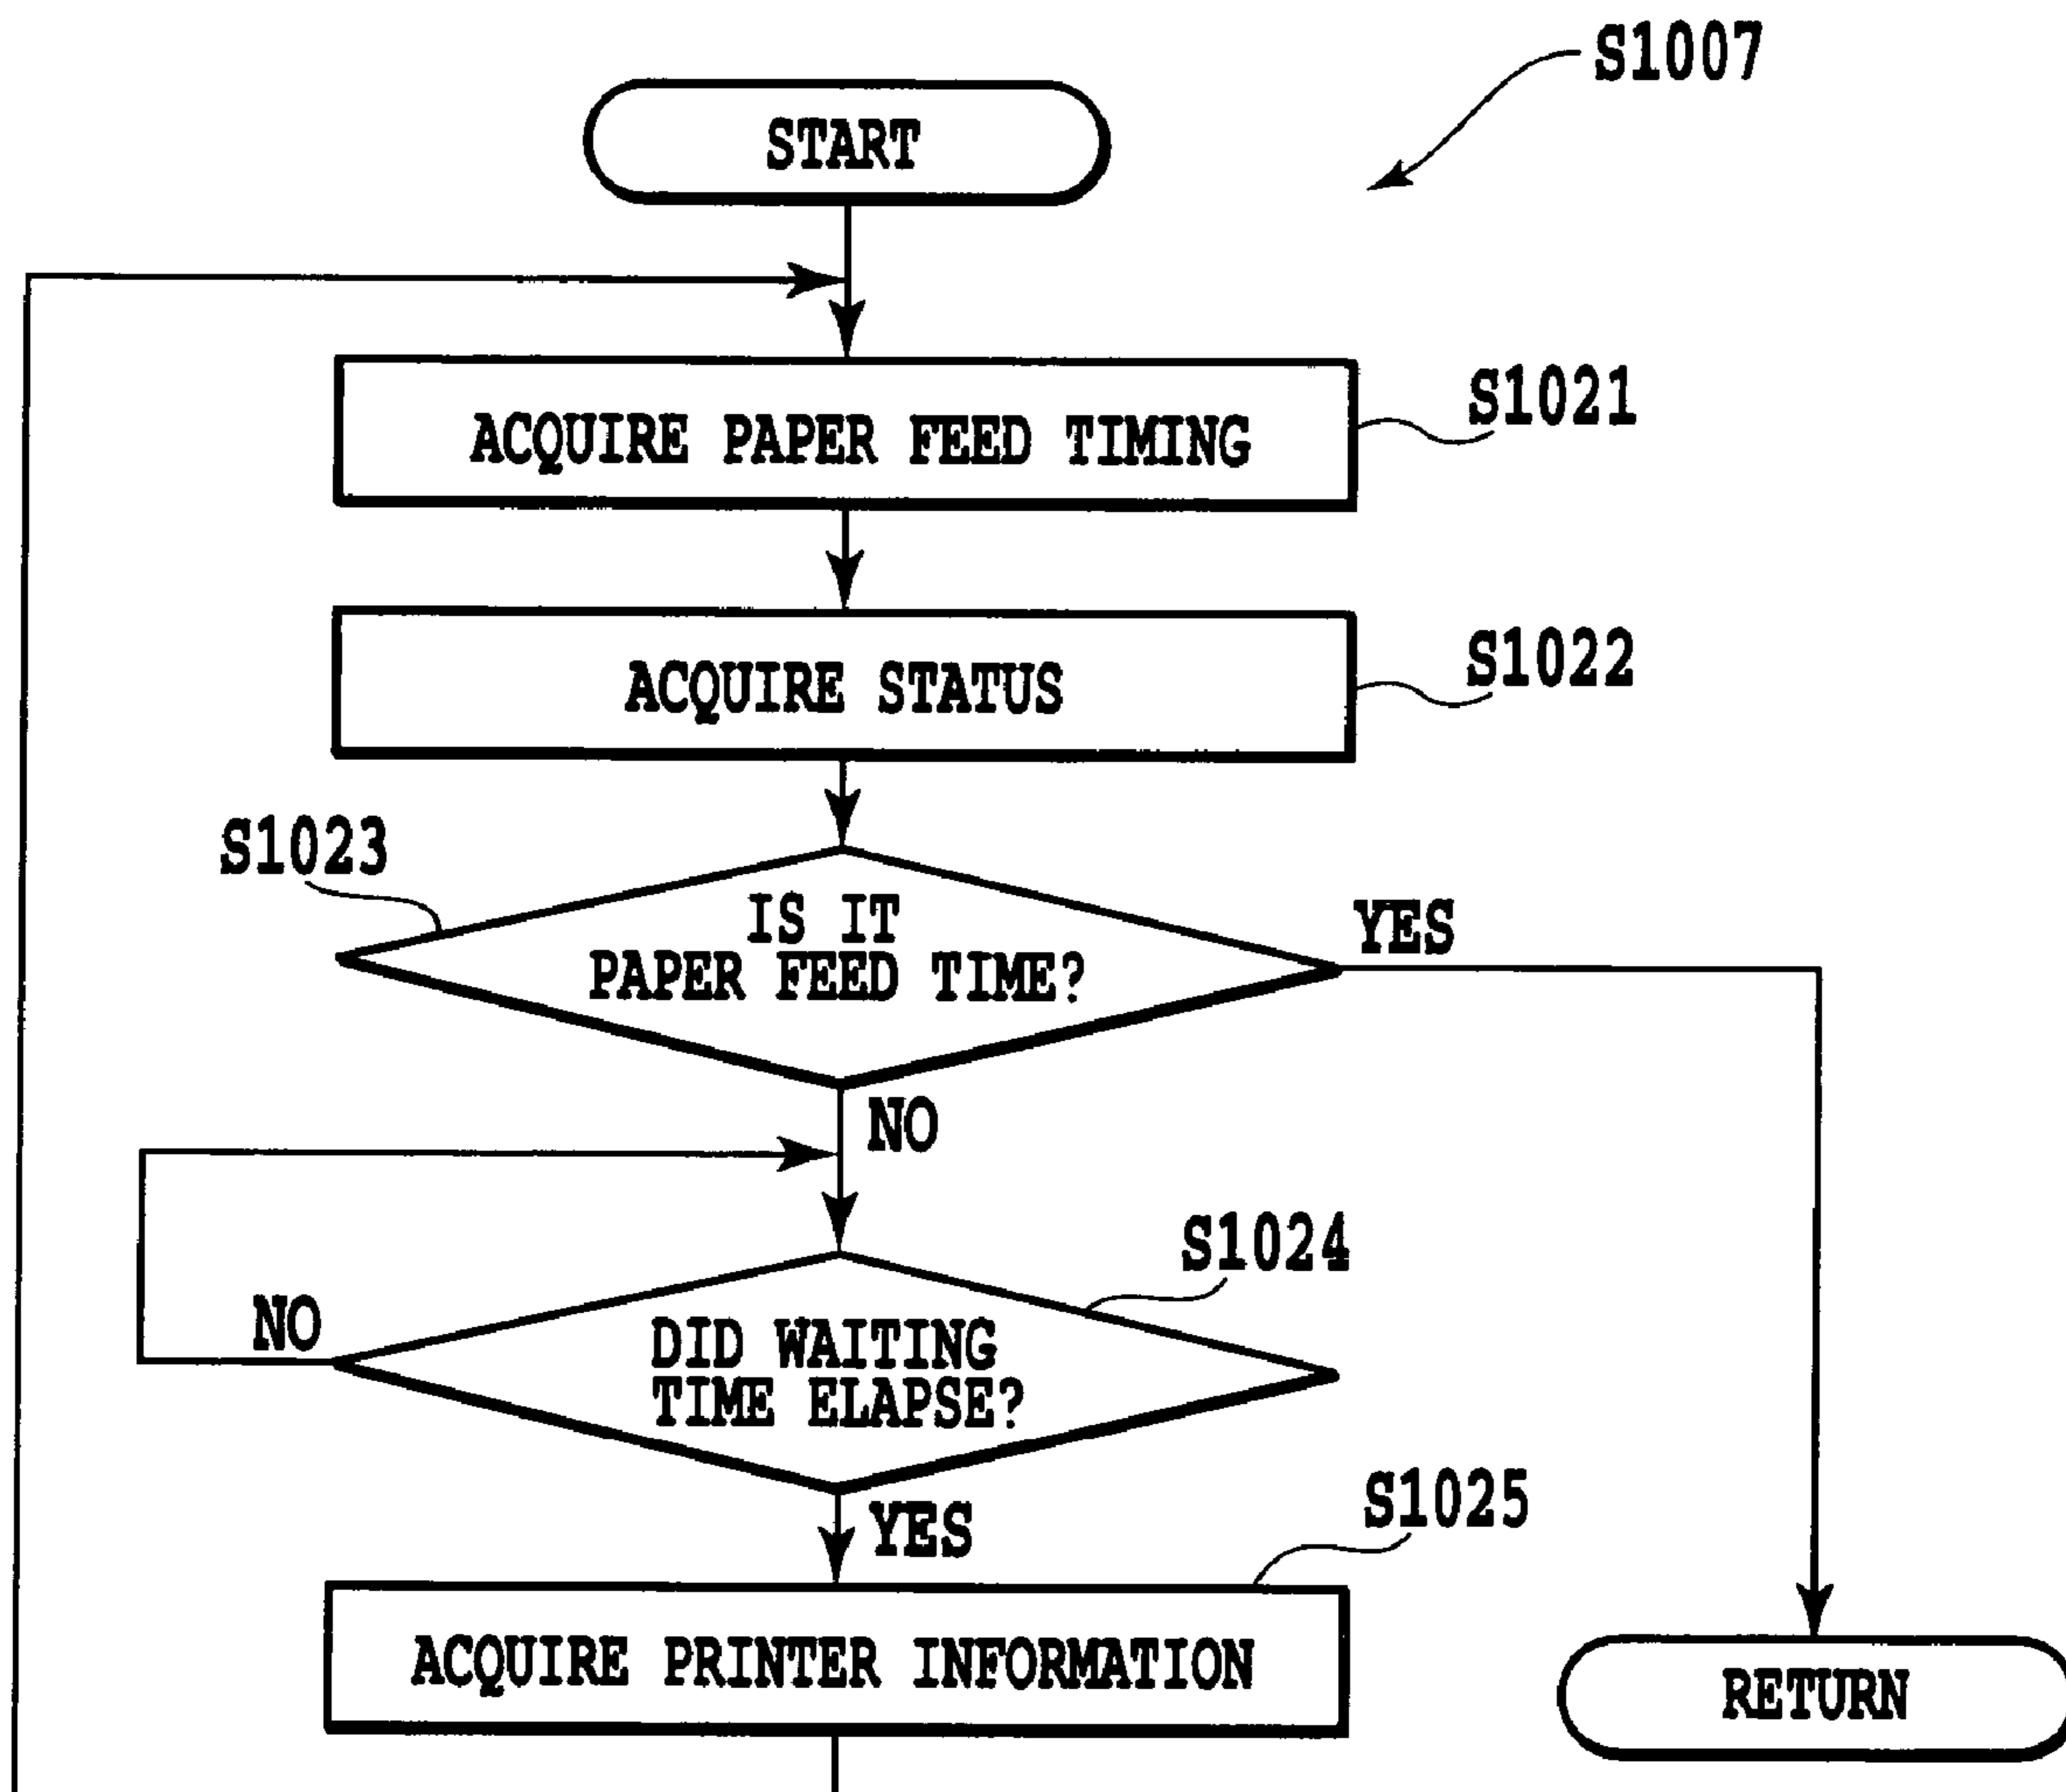 S1007
START
ACQUIRE PAPER FEED TIMING
S1021
ACQUIRE STATUS
S1022
S1023
IS IT
PAPER FEED TIME?
YES
NO
S1024
NO
DID WAITING
TIME ELAPSE?
YES
S1025
ACQUIRE PRINTER INFORMATION
RETURN